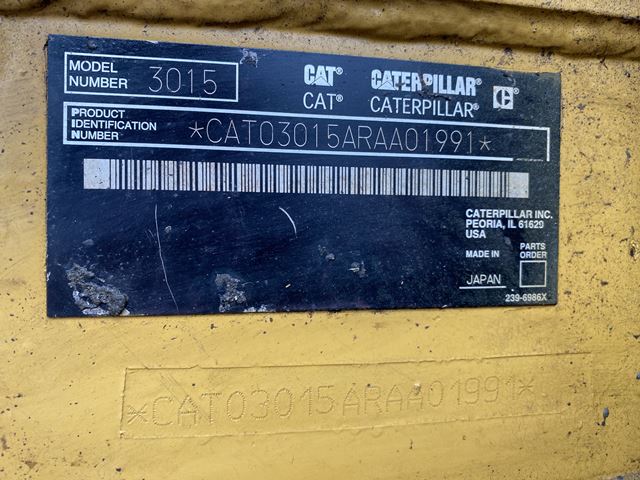 MODEL NUMBER 3015
CAT® CATERPILLAR® C®
CAT® CATERPILLAR®
PRODUCT IDENTIFICATION NUMBER *CAT03015ARAA01991*
CATERPILLAR INC.
PEORIA, IL 61629
USA
MADE IN PARTS ORDER
JAPAN
239-6986X
*CAT03015ARAA01991*